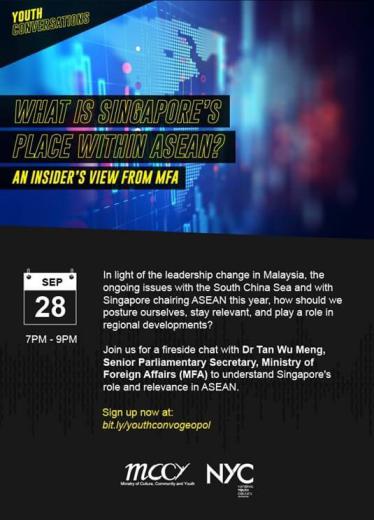 YOUTH
CONVERSATIONS
WHAT IS SINGAPORE'S
PLACE WITHIN ASEAN?
AN INSIDER'S VIEW FROM MFA
SEP
28
7PM - 9PM
In light of the leadership change in Malaysia, the
ongoing issues with the South China Sea and with
Singapore chairing ASEAN this year, how should we
posture ourselves, stay relevant, and play a role in
regional developments?
Join us for a fireside chat with Dr Tan Wu Meng,
Senior Parliamentary Secretary, Ministry of
Foreign Affairs (MFA) to understand Singapore's
role and relevance in ASEAN.
Sign up now at:
bit.ly/youthconvogeopol
mccy
Ministry of Culture, Community and Youth
NYC
NATIONAL
YOUTH
COUNCIL